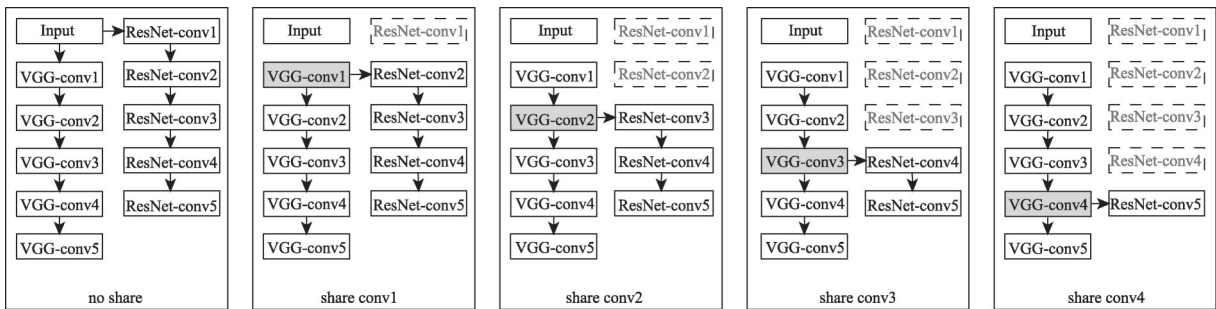 Input ResNet-conv1
VGG-conv1 ResNet-conv2
VGG-conv2 ResNet-conv3
VGG-conv3 ResNet-conv4
VGG-conv4 ResNet-conv5
VGG-conv5
no share
Input ResNet-conv1
VGG-conv1 ResNet-conv2
VGG-conv2 ResNet-conv3
VGG-conv3 ResNet-conv4
VGG-conv4 ResNet-conv5
VGG-conv5
share conv1
Input ResNet-conv1
VGG-conv1 ResNet-conv2
VGG-conv2 ResNet-conv3
VGG-conv3 ResNet-conv4
VGG-conv4 ResNet-conv5
VGG-conv5
share conv2
Input ResNet-conv1
VGG-conv1 ResNet-conv2
VGG-conv2 ResNet-conv3
VGG-conv3 ResNet-conv4
VGG-conv4 ResNet-conv5
VGG-conv5
share conv3
Input ResNet-conv1
VGG-conv1 ResNet-conv2
VGG-conv2 ResNet-conv3
VGG-conv3 ResNet-conv4
VGG-conv4 ResNet-conv5
VGG-conv5
share conv4